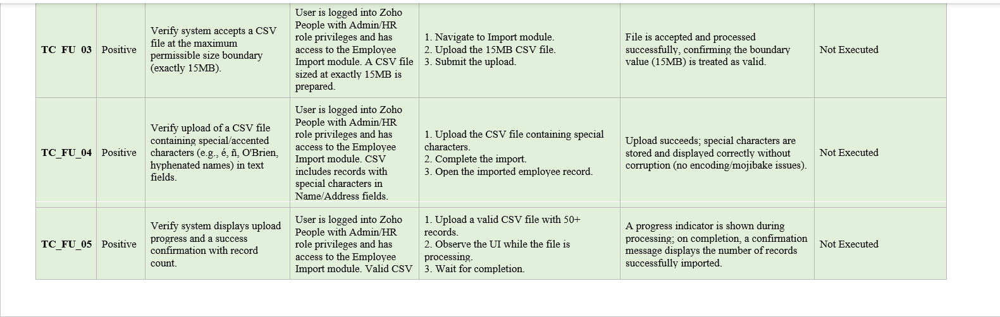 TC_FU_03
Positive
Verify system accepts a CSV
file at the maximum
permissible size boundary
(exactly 15MB).
User is logged into Zoho
People with Admin/HR
role privileges and has
access to the Employee
Import module. A CSV file
sized at exactly 15MB is
prepared.
1. Navigate to Import module.
2. Upload the 15MB CSV file.
3. Submit the upload.
File is accepted and processed
successfully, confirming the boundary
value (15MB) is treated as valid.
Not Executed
TC_FU_04
Positive
Verify upload of a CSV file
containing special/accented
characters (e.g., é, ñ, O'Brien,
hyphenated names) in text
fields.
User is logged into Zoho
People with Admin/HR
role privileges and has
access to the Employee
Import module. CSV
includes records with
special characters in
Name/Address fields.
1. Upload the CSV file containing special
characters.
2. Complete the import.
3. Open the imported employee record.
Upload succeeds; special characters are
stored and displayed correctly without
corruption (no encoding/mojibake issues).
Not Executed
TC_FU_05
Positive
Verify system displays upload
progress and a success
confirmation with record
count.
User is logged into Zoho
People with Admin/HR
role privileges and has
access to the Employee
Import module. Valid CSV
1. Upload a valid CSV file with 50+
records.
2. Observe the UI while the file is
processing.
3. Wait for completion.
A progress indicator is shown during
processing; on completion, a confirmation
message displays the number of records
successfully imported.
Not Executed